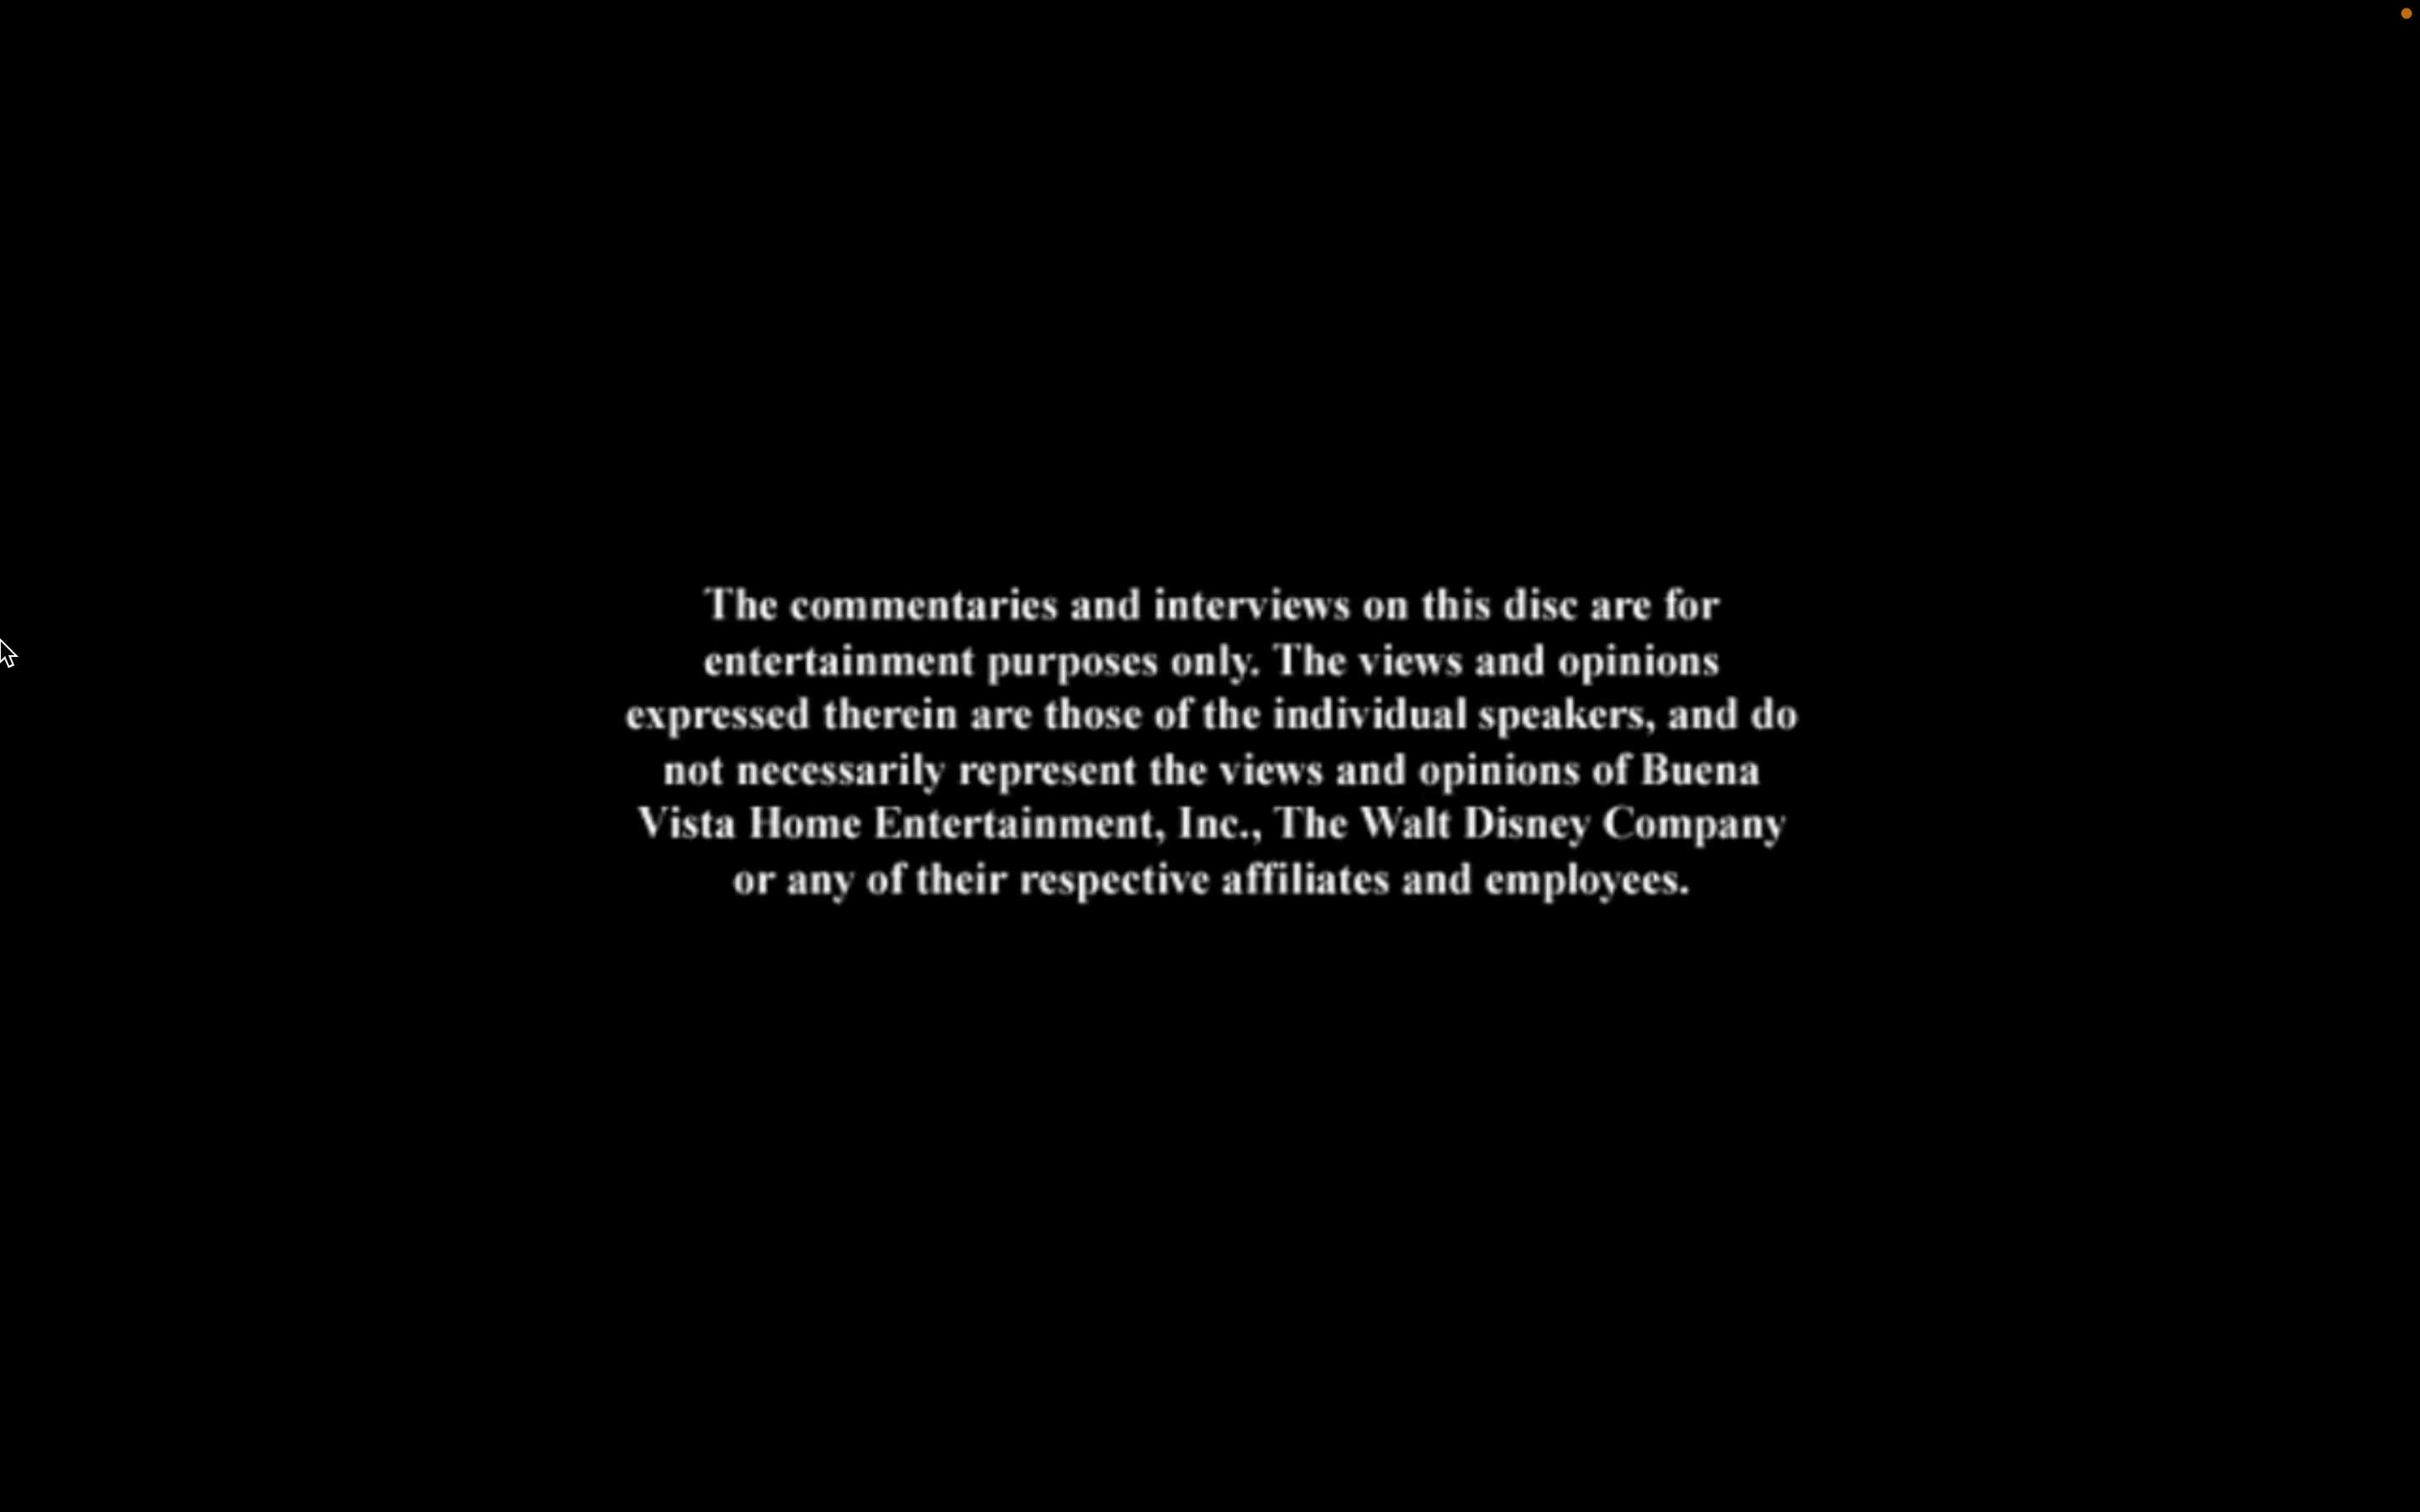 The commentaries and interviews on this disc are for
entertainment purposes only. The views and opinions
expressed therein are those of the individual speakers, and do
not necessarily represent the views and opinions of Buena
Vista Home Entertainment, Inc., The Walt Disney Company
or any of their respective affiliates and employees.